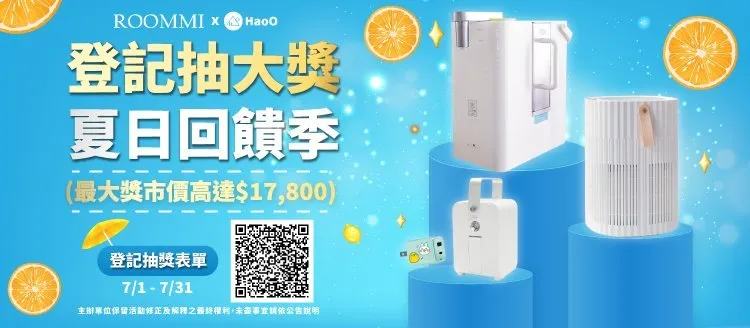 ROOMMI x HaoO
登記抽大獎
夏日回饋季
(最大獎市價高達$17,800)
登記抽獎表單
7/1 - 7/31
主辦單位保留活動修正及解釋之最終權利,未盡事宜請依公告說明